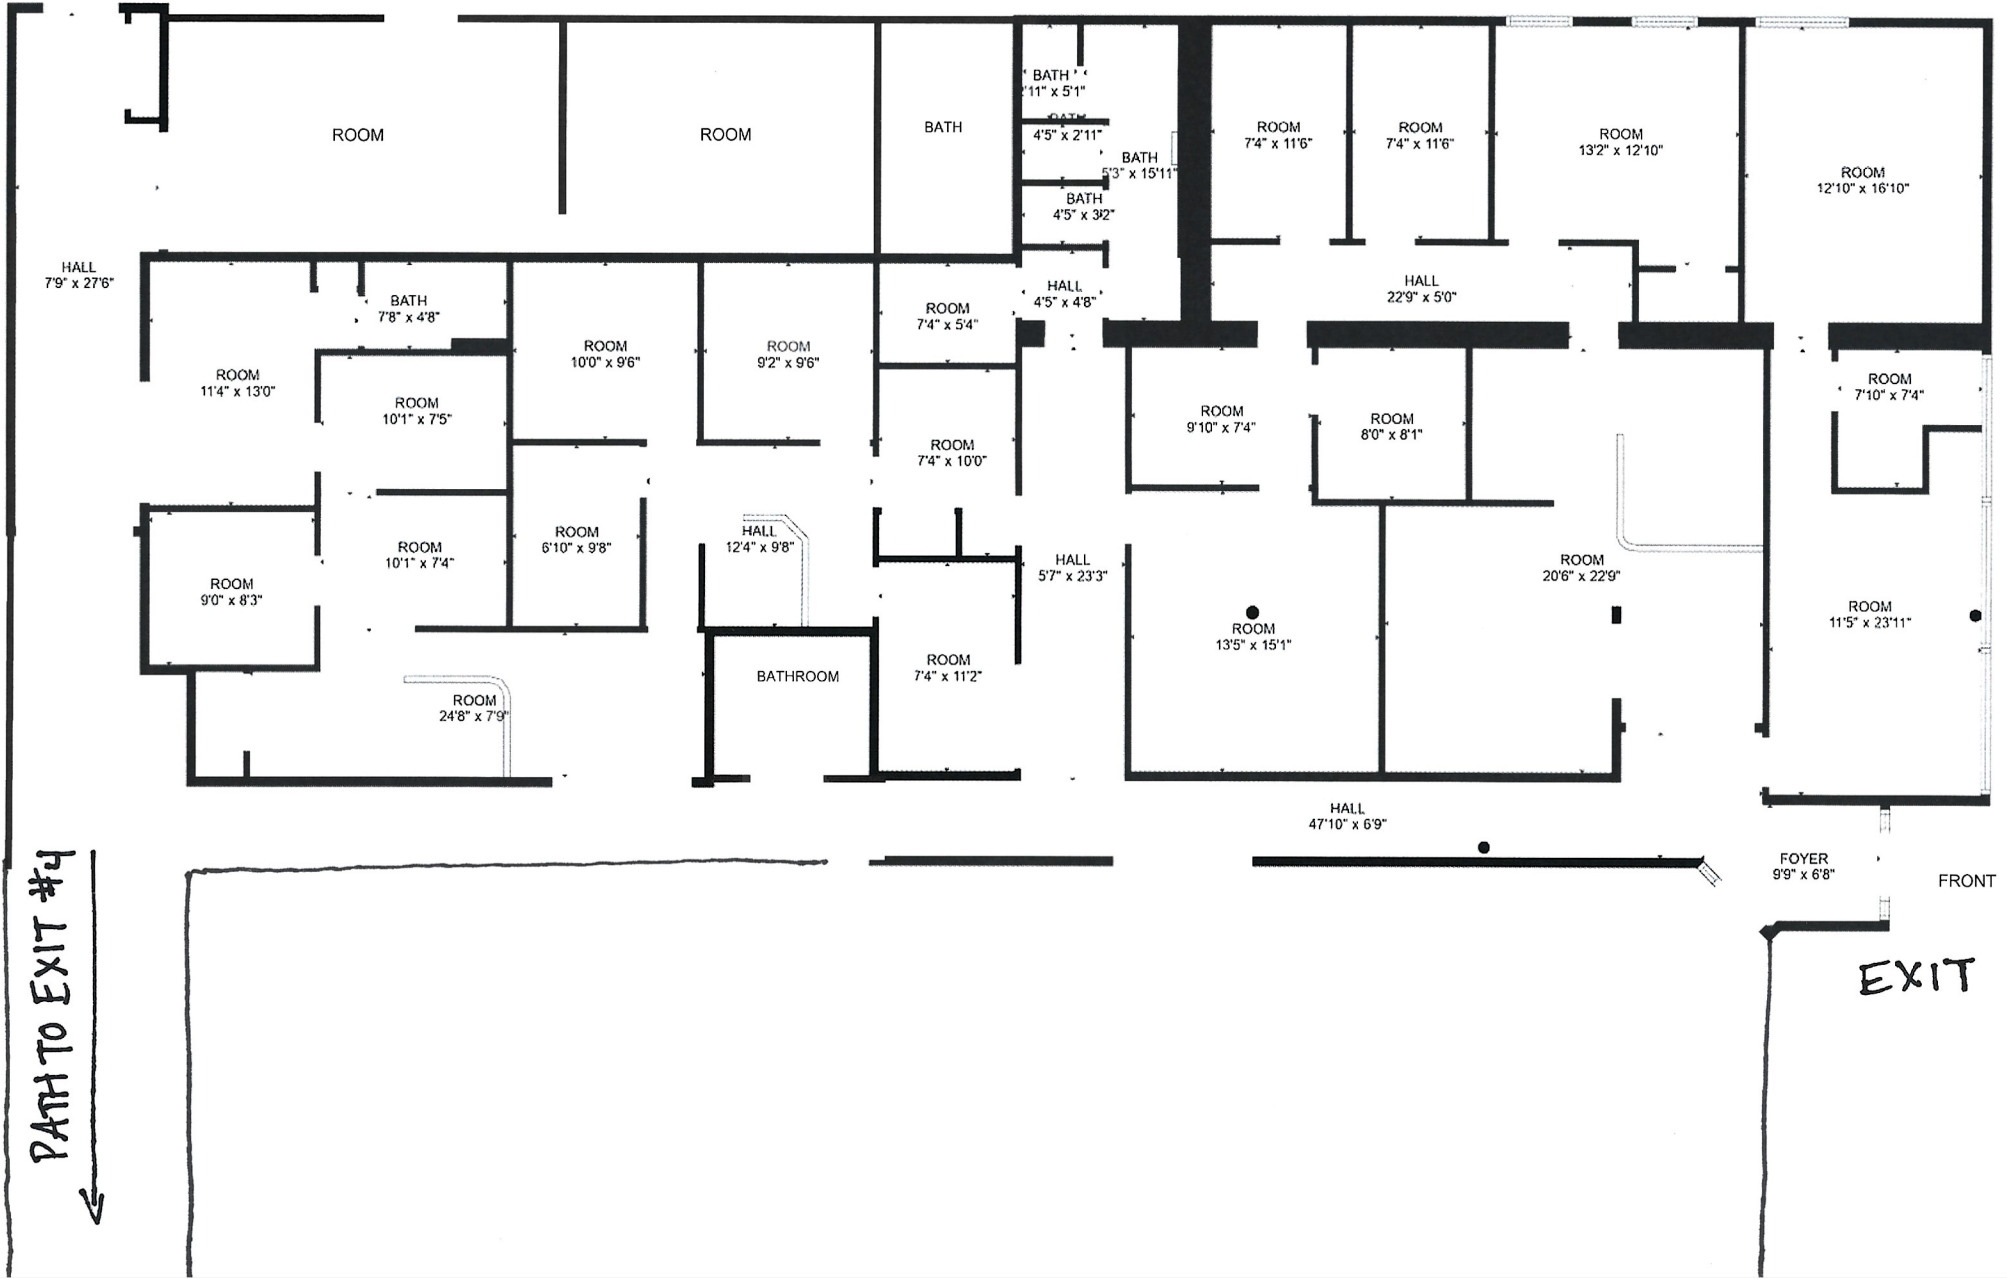 ROOM
ROOM
BATH
BATH
2'11" x 5'1"
BATH
4'5" x 2'11"
BATH
5'3" x 15'11"
BATH
4'5" x 3'2"
ROOM
7'4" x 11'6"
ROOM
7'4" x 11'6"
ROOM
13'2" x 12'10"
ROOM
12'10" x 16'10"
HALL
7'9" x 27'6"
BATH
7'8" x 4'8"
ROOM
7'4" x 5'4"
HALL
4'5" x 4'8"
HALL
22'9" x 5'0"
ROOM
11'4" x 13'0"
ROOM
10'1" x 7'5"
ROOM
10'0" x 9'6"
ROOM
9'2" x 9'6"
ROOM
7'4" x 10'0"
ROOM
9'10" x 7'4"
ROOM
8'0" x 8'1"
ROOM
7'10" x 7'4"
ROOM
9'0" x 8'3"
ROOM
10'1" x 7'4"
ROOM
6'10" x 9'8"
HALL
12'4" x 9'8"
HALL
5'7" x 23'3"
ROOM
20'6" x 22'9"
ROOM
13'5" x 15'1"
ROOM
11'5" x 23'11"
ROOM
24'8" x 7'9"
BATHROOM
ROOM
7'4" x 11'2"
HALL
47'10" x 6'9"
FOYER
9'9" x 6'8"
FRONT
EXIT
PATH TO EXIT #4